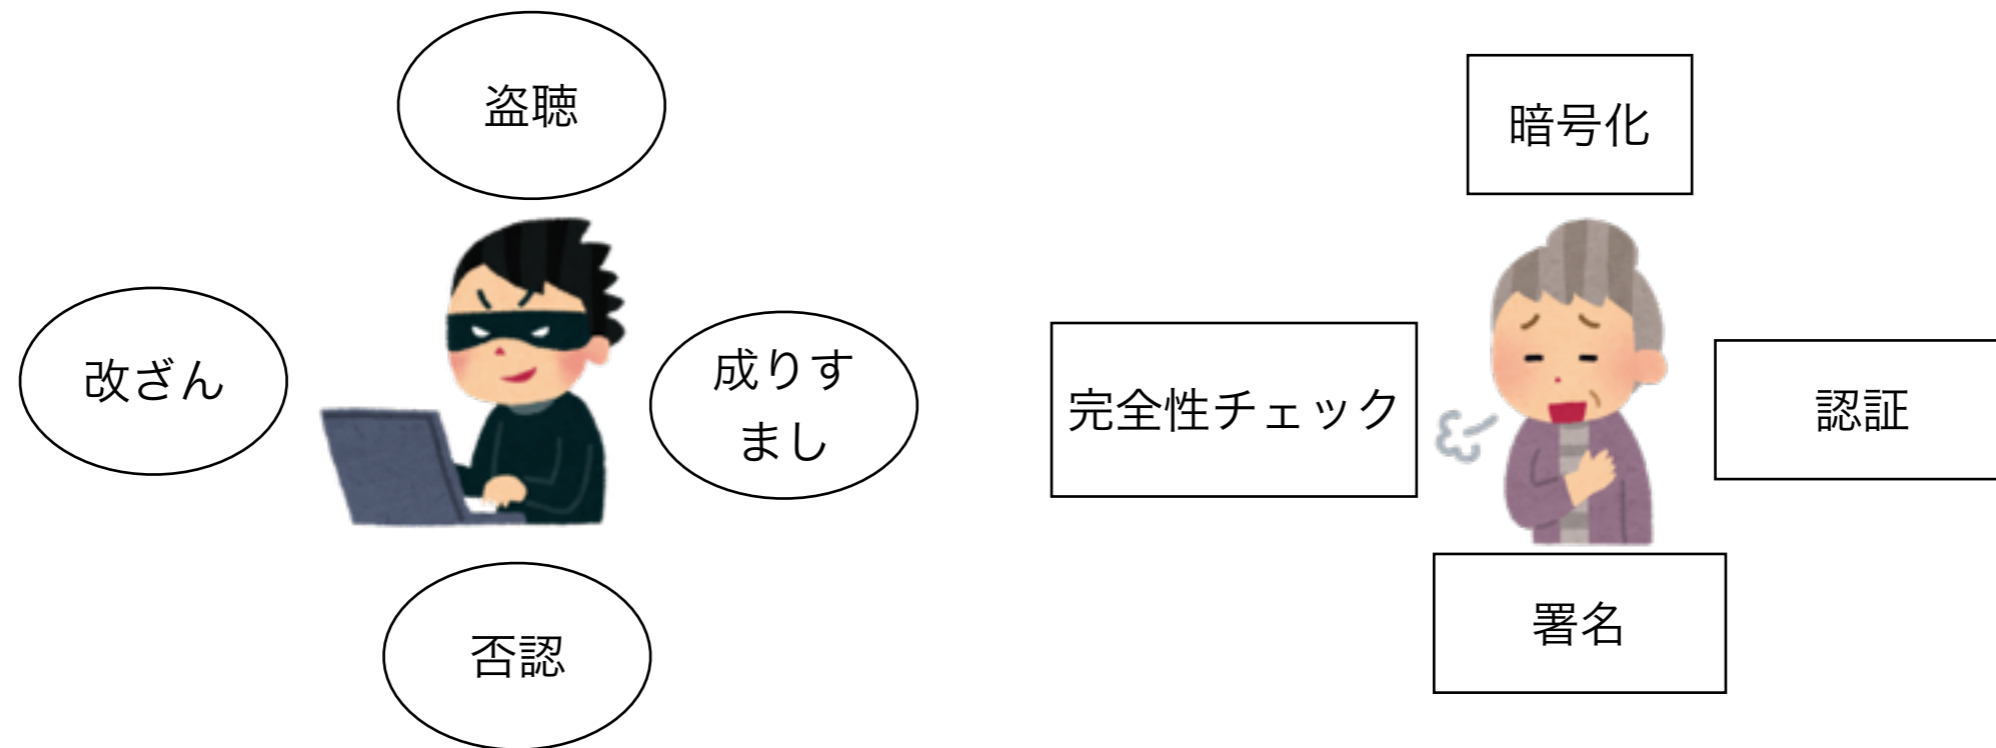 盗聴
改ざん
成りす
まし
否認
暗号化
完全性チェック
認証
署名